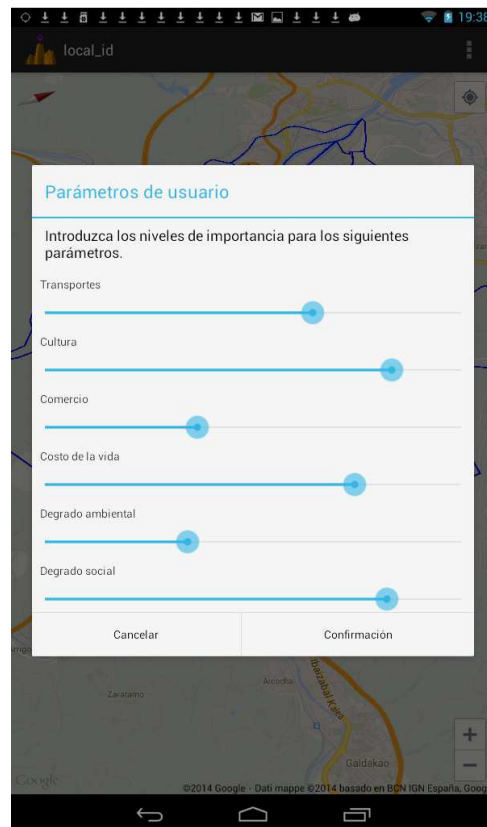 19:38
local_id
Parámetros de usuario
Introduzca los niveles de importancia para los siguientes
parámetros.
Transportes
Cultura
Comercio
Costo de la vida
Degrado ambiental
Degrado social
Cancelar
Confirmación
Zaratamo
Galdakao
Google
©2014 Google - Dati mappe ©2014 basado en BCN IGN España, Goog